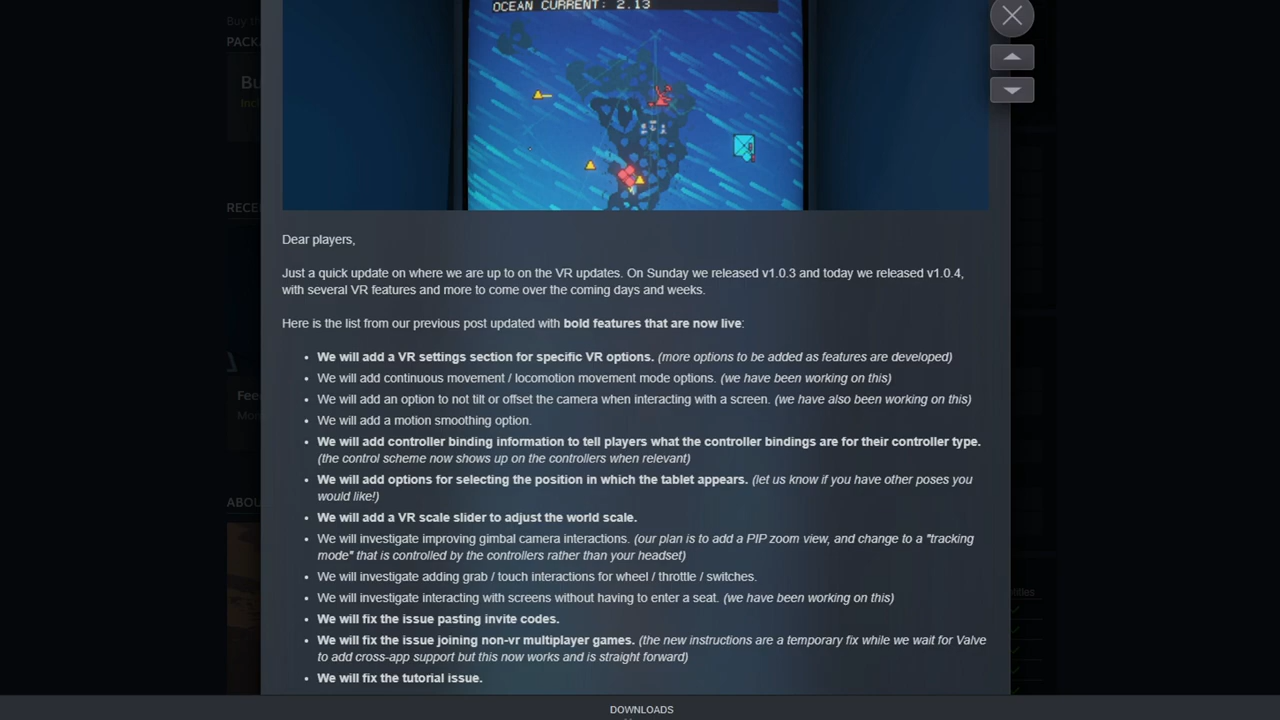 OCEAN CURRENT: 2.13
Buy th
PACKA
Bu
Incl
RECE
Dear players,
Just a quick update on where we are up to on the VR updates. On Sunday we released v1.0.3 and today we released v1.0.4,
with several VR features and more to come over the coming days and weeks.
Here is the list from our previous post updated with bold features that are now live:
• We will add a VR settings section for specific VR options. (more options to be added as features are developed)
• We will add continuous movement / locomotion movement mode options. (we have been working on this)
Fee
• We will add an option to not tilt or offset the camera when interacting with a screen. (we have also been working on this)
• We will add a motion smoothing option.
• We will add controller binding information to tell players what the controller bindings are for their controller type.
(the control scheme now shows up on the controllers when relevant)
• We will add options for selecting the position in which the tablet appears. (let us know if you have other poses you
would like!)
ABOU
• We will add a VR scale slider to adjust the world scale.
• We will investigate improving gimbal camera interactions. (our plan is to add a PIP zoom view, and change to a "tracking
mode" that is controlled by the controllers rather than your headset)
• We will investigate adding grab / touch interactions for wheel / throttle / switches.
• We will investigate interacting with screens without having to enter a seat. (we have been working on this)
• We will fix the issue pasting invite codes.
• We will fix the issue joining non-vr multiplayer games. (the new instructions are a temporary fix while we wait for Valve
to add cross-app support but this now works and is straight forward)
• We will fix the tutorial issue.
DOWNLOADS